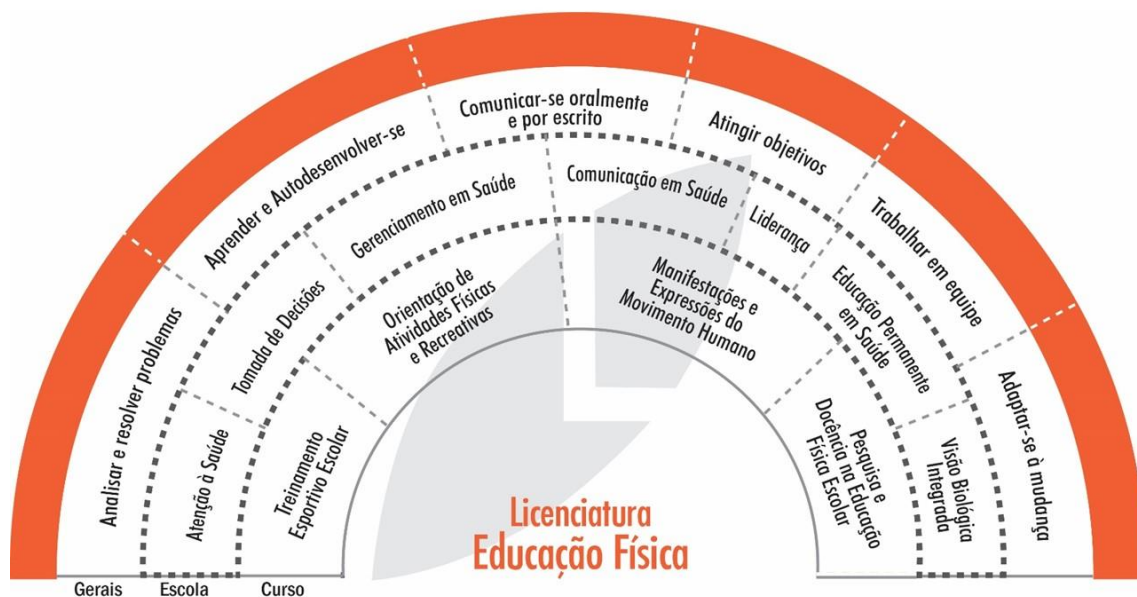 Analisar e resolver problemas
Aprender e Autodesenvolver-se
Comunicar-se oralmente
e por escrito
Atingir objetivos
Trabalhar em equipe
Adaptar-se à mudança
Atenção à Saúde
Tomada de Decisões
Gerenciamento em Saúde
Comunicação em Saúde
Liderança
Educação Permanente
em Saúde
Visão Biológica
Integrada
Treinamento
Esportivo Escolar
Orientação de
Atividades Físicas
e Recreativas
Manifestações e
Expressões do
Movimento Humano
Pesquisa e
Docência na Educação
Física Escolar
Licenciatura
Educação Física
Gerais
Escola
Curso